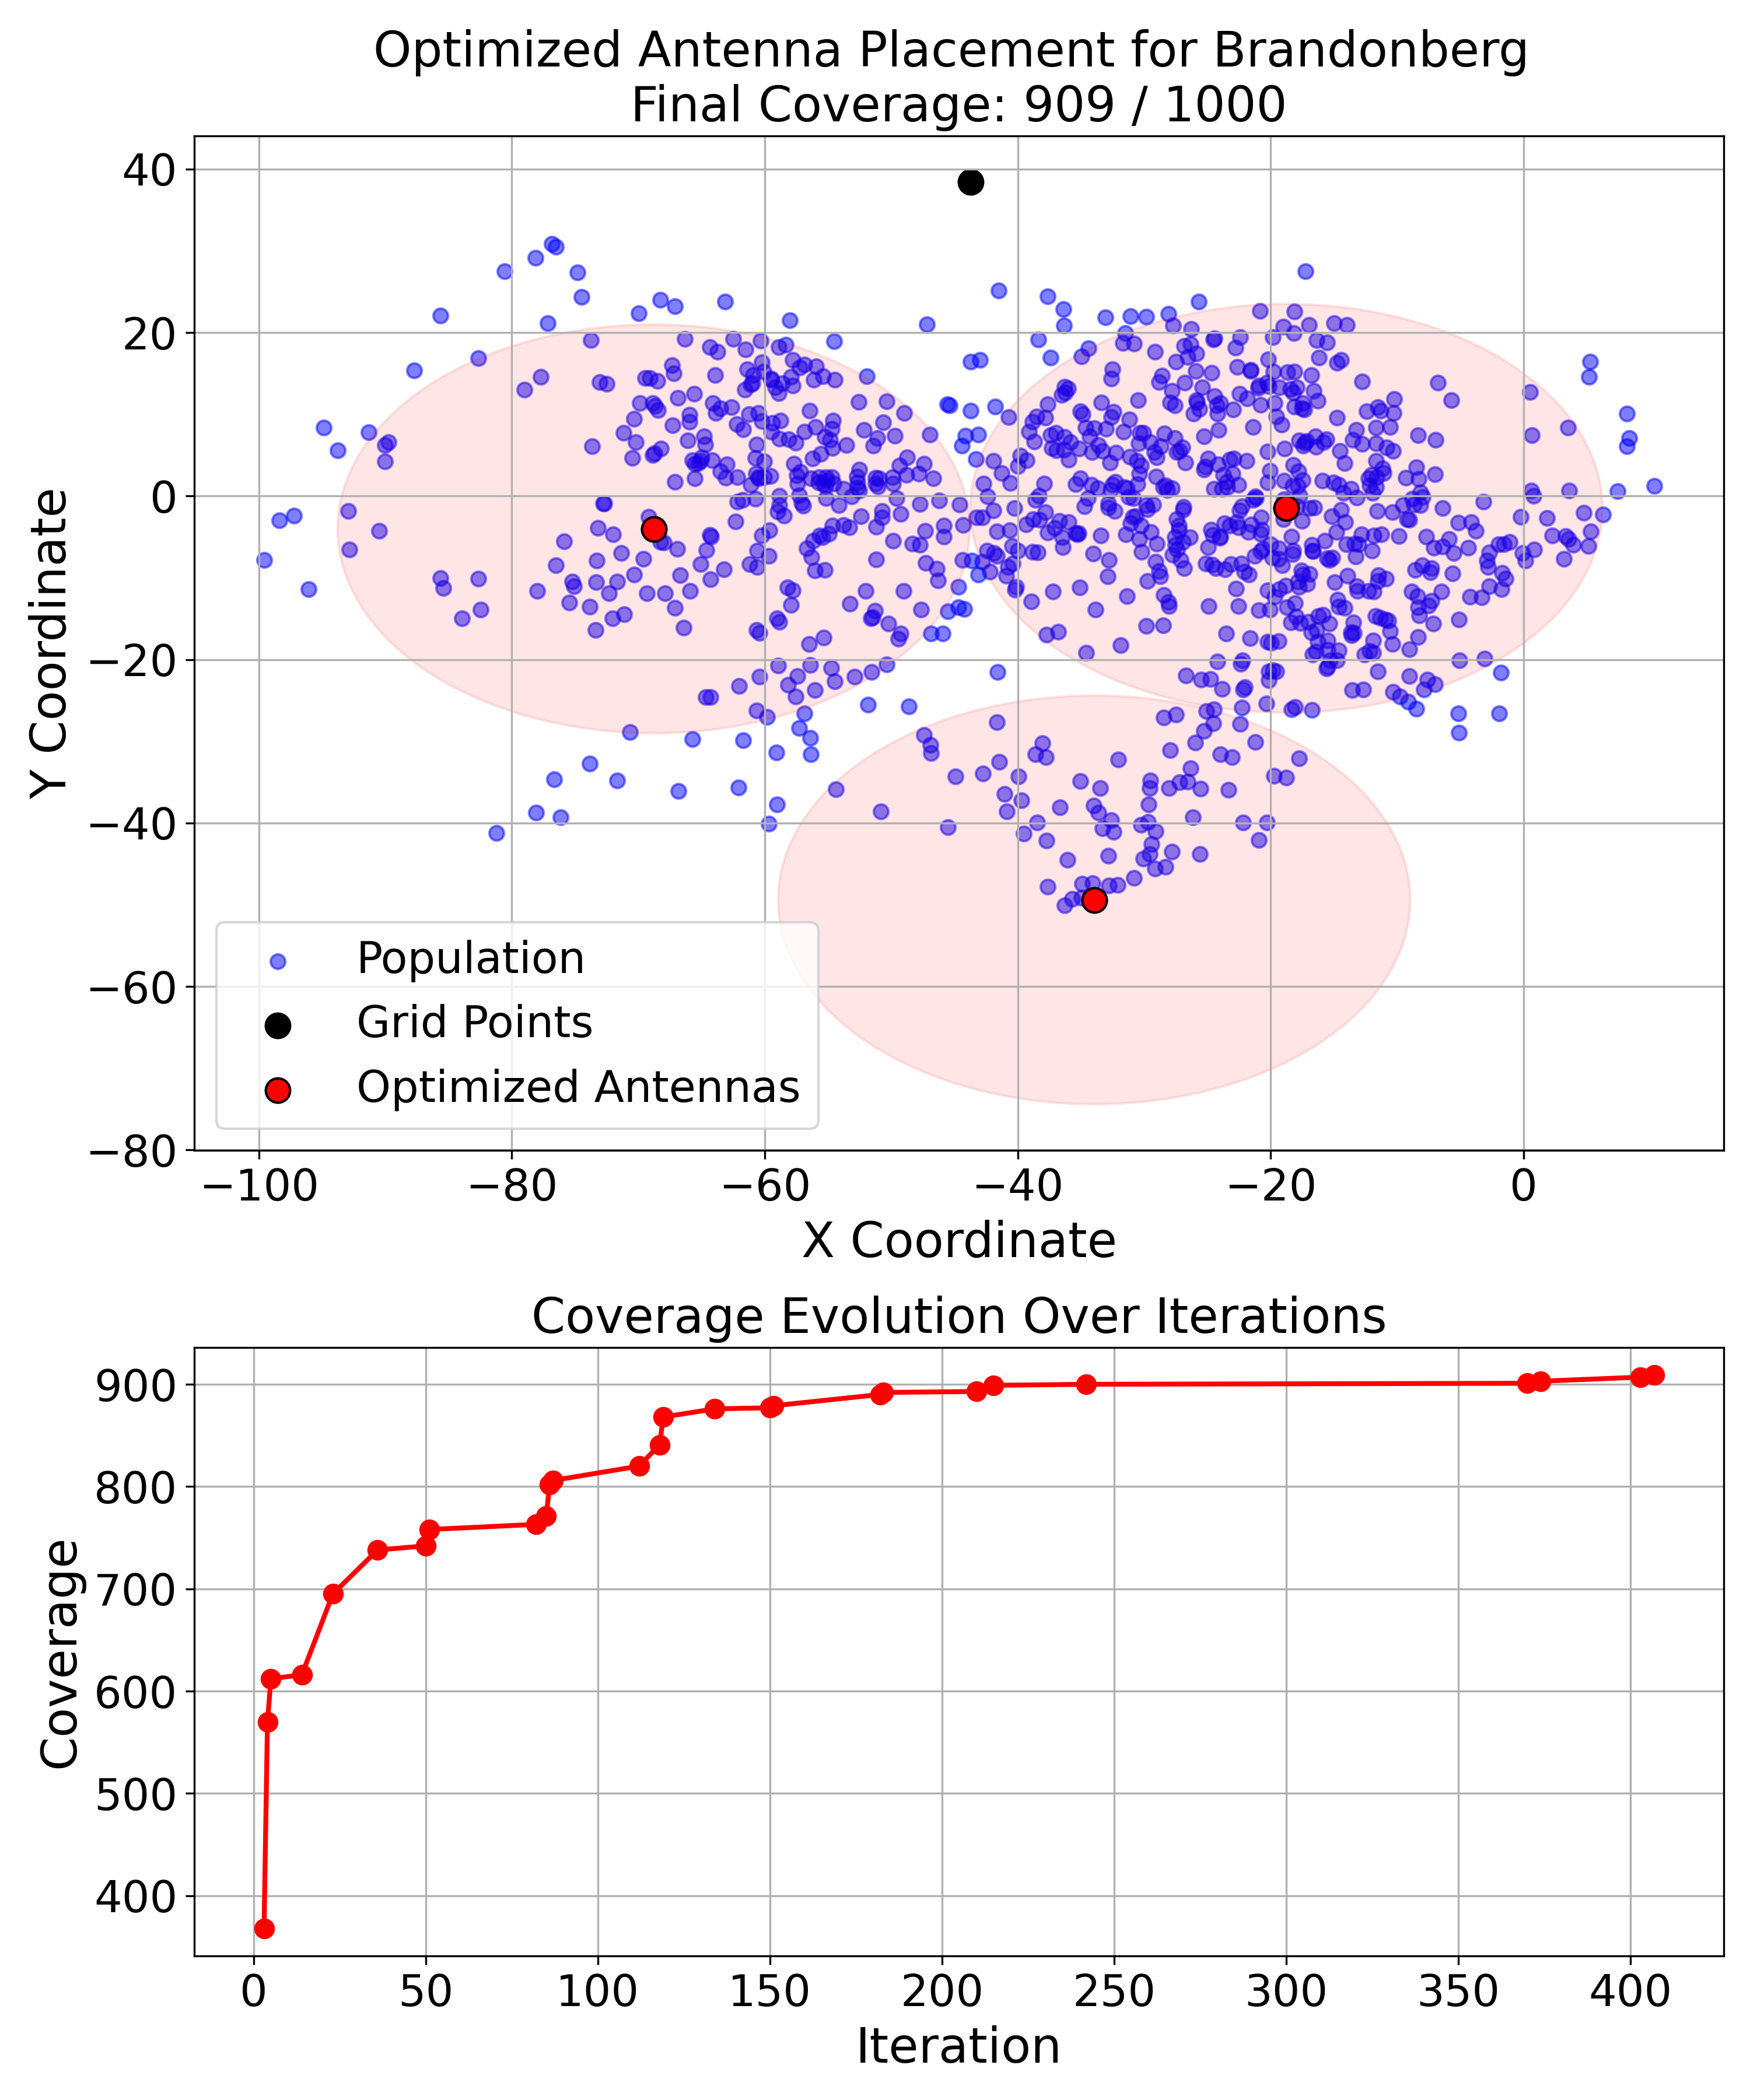 Optimized Antenna Placement for Brandonberg
Final Coverage: 909 / 1000
40
20
0
−20
−40
−60
−80
Y Coordinate
Population
Grid Points
Optimized Antennas
−100
−80
−60
−40
−20
0
X Coordinate
Coverage Evolution Over Iterations
900
800
700
600
500
400
Coverage
0
50
100
150
200
250
300
350
400
Iteration